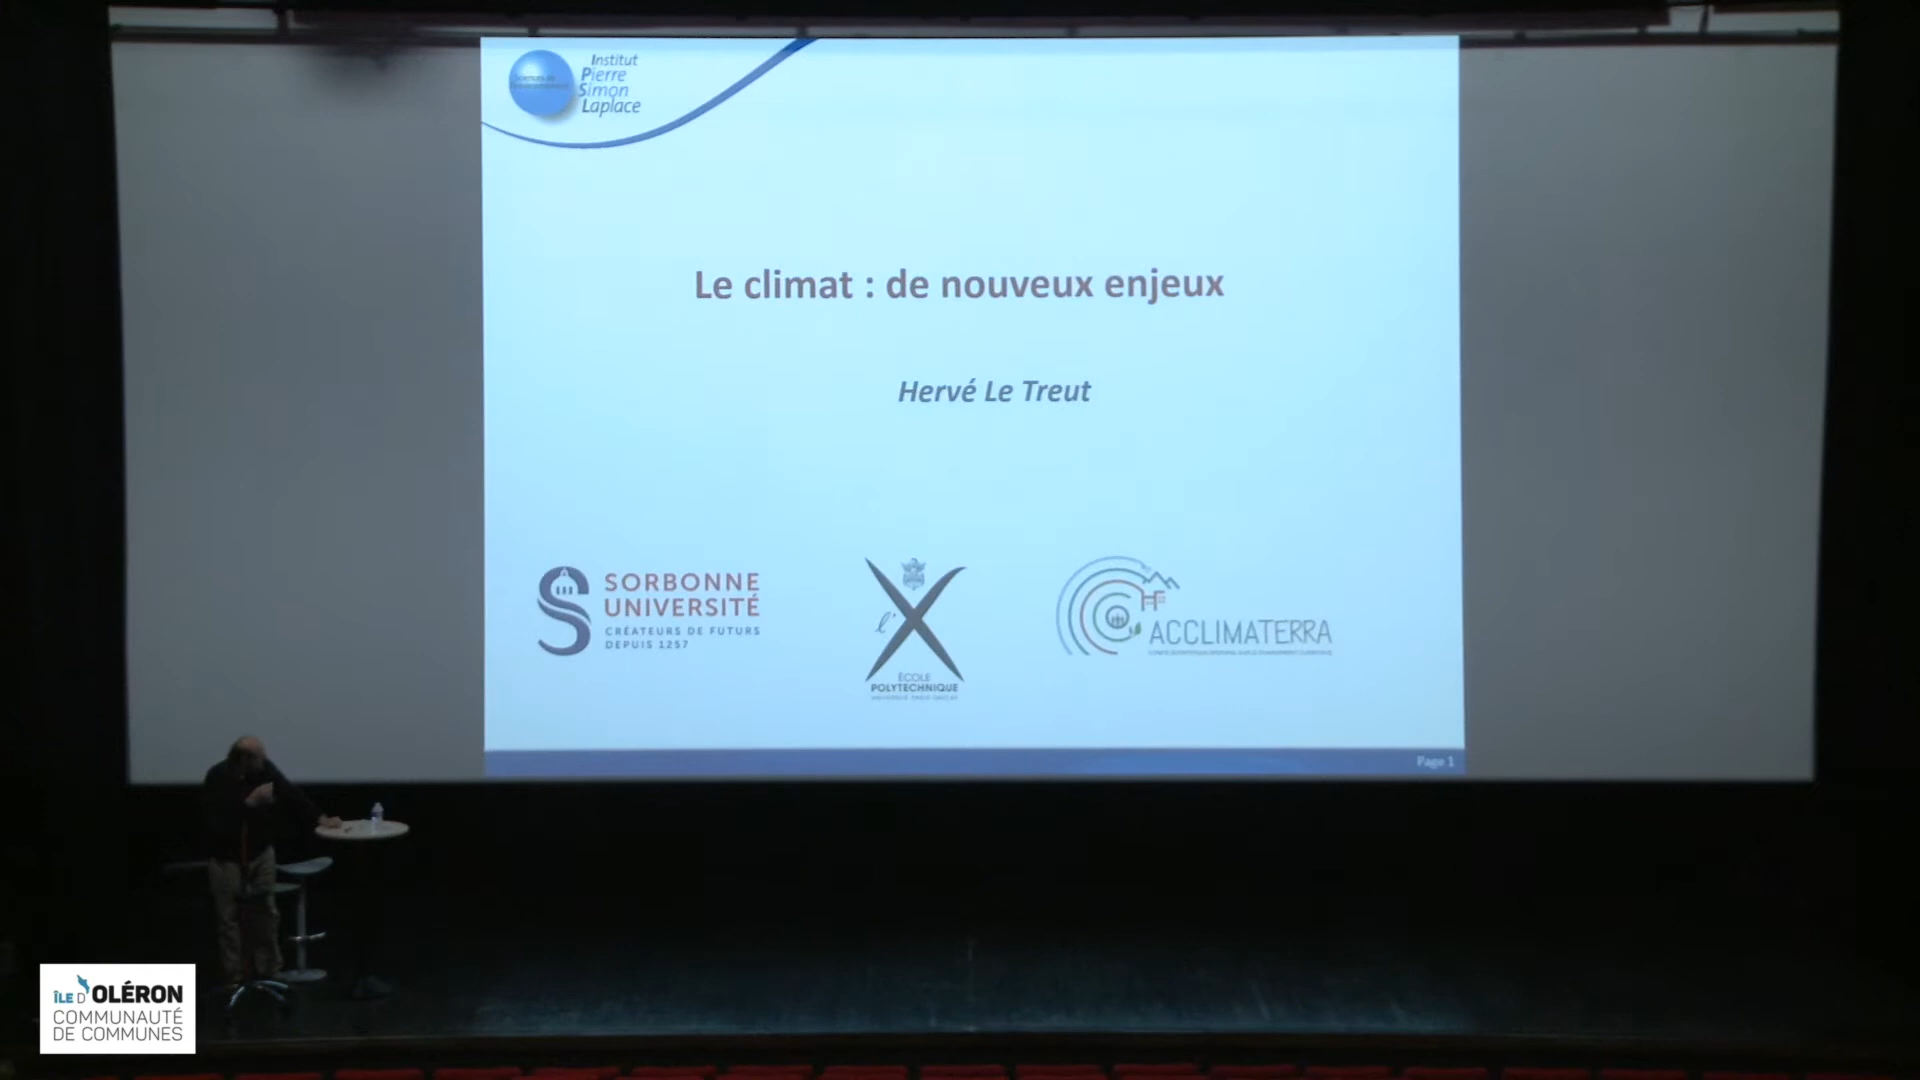 Institut
Pierre
Simon
Laplace
Le climat : de nouveux enjeux
Hervé Le Treut
SORBONNE
UNIVERSITÉ
CRÉATEURS DE FUTURS
DEPUIS 1257
l'X
ÉCOLE
POLYTECHNIQUE
ACCLIMATERRA
Page 1
ÎLE D'OLÉRON
COMMUNAUTÉ
DE COMMUNES